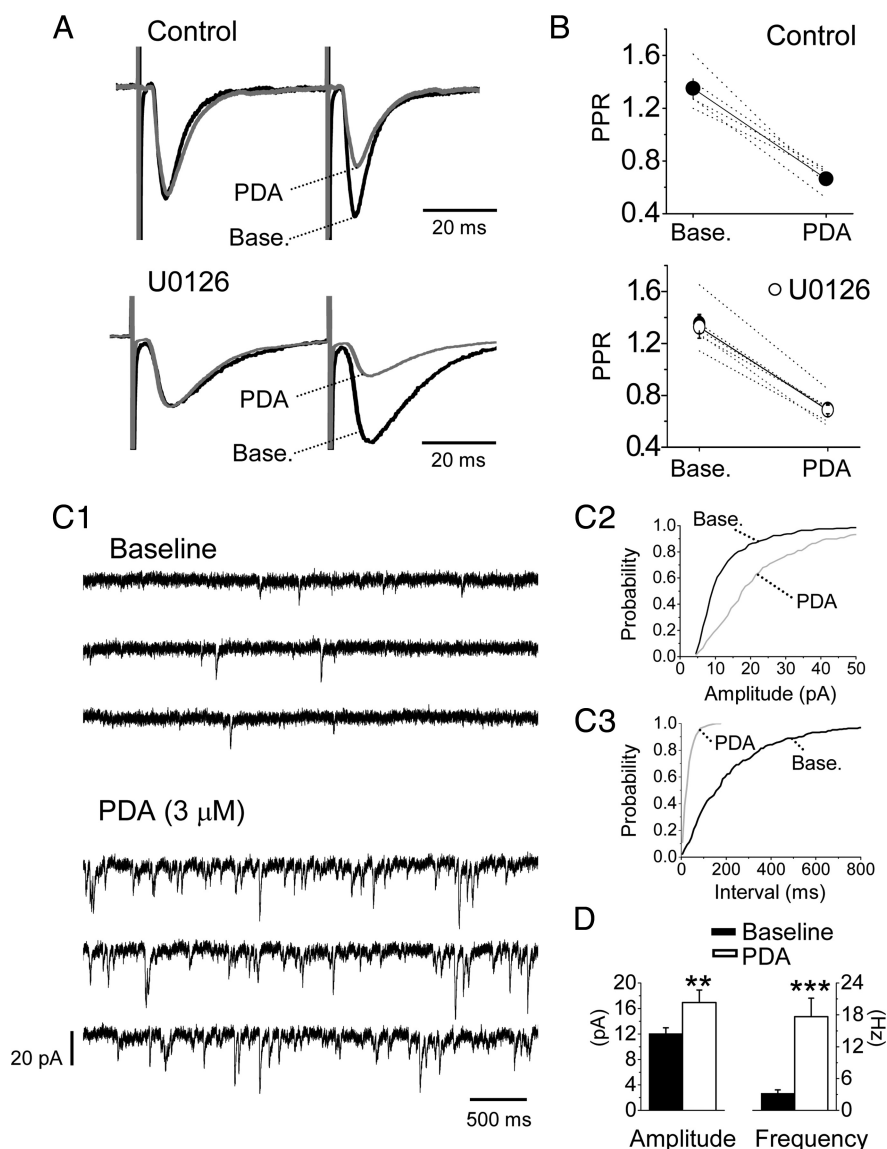 A
Control
PDA
Base.
20 ms
U0126
PDA
Base.
20 ms
B
Control
PPR
1.6
1.2
0.8
0.4
Base.
PDA
U0126
PPR
1.6
1.2
0.8
0.4
Base.
PDA
C1
Baseline
PDA (3 μM)
20 pA
500 ms
C2
Probability
1.0
0.8
0.6
0.4
0.2
0.0
Base.
PDA
0 10 20 30 40 50
Amplitude (pA)
C3
Probability
1.0
0.8
0.6
0.4
0.2
0.0
PDA
Base.
0 200 400 600 800
Interval (ms)
D
Baseline
PDA
(pA)
20
16
12
8
4
0
**
***
24
18
12
6
0
(Hz)
Amplitude
Frequency